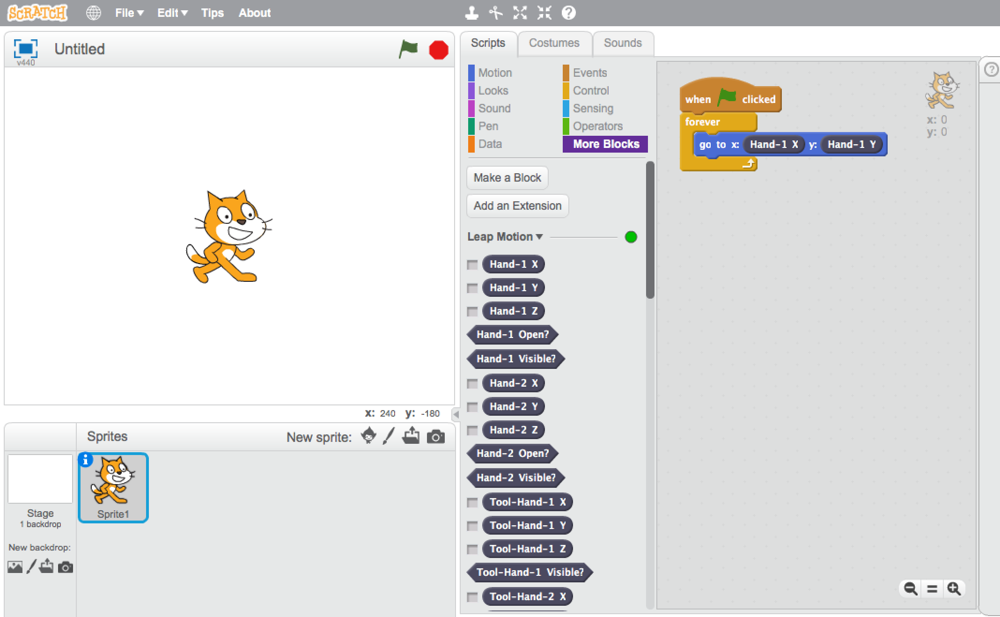 SCRATCH
File Edit Tips About
v440
Untitled
x: 240 y: -180
Sprites
New sprite:
Stage
1 backdrop
New backdrop:
Sprite1
Scripts Costumes Sounds
Motion Events
Looks Control
Sound Sensing
Pen Operators
Data More Blocks
Make a Block
Add an Extension
Leap Motion
Hand-1 X
Hand-1 Y
Hand-1 Z
Hand-1 Open?
Hand-1 Visible?
Hand-2 X
Hand-2 Y
Hand-2 Z
Hand-2 Open?
Hand-2 Visible?
Tool-Hand-1 X
Tool-Hand-1 Y
Tool-Hand-1 Z
Tool-Hand-1 Visible?
Tool-Hand-2 X
when clicked
forever
go to x: Hand-1 X y: Hand-1 Y
x: 0
y: 0